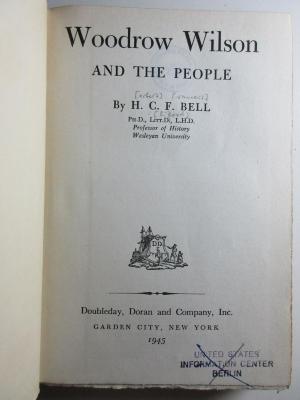 Woodrow Wilson
AND THE PEOPLE
By H. C. F. BELL
PH.D., LITT.D., L.H.D.
Professor of History
Wesleyan University
DD
Doubleday, Doran and Company, Inc.
GARDEN CITY, NEW YORK
1945
UNITED STATES
INFORMATION CENTER
BERLIN